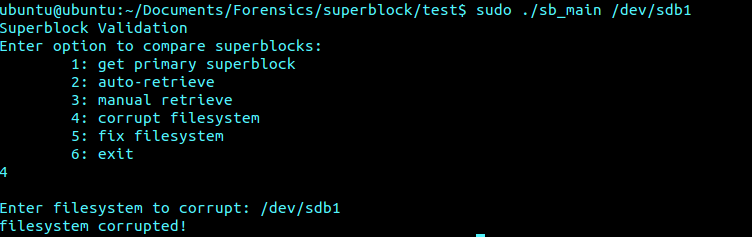 ubuntu@ubuntu:~/Documents/Forensics/superblock/test$ sudo ./sb_main /dev/sdb1
Superblock Validation
Enter option to compare superblocks:
1: get primary superblock
2: auto-retrieve
3: manual retrieve
4: corrupt filesystem
5: fix filesystem
6: exit
4
Enter filesystem to corrupt: /dev/sdb1
filesystem corrupted!